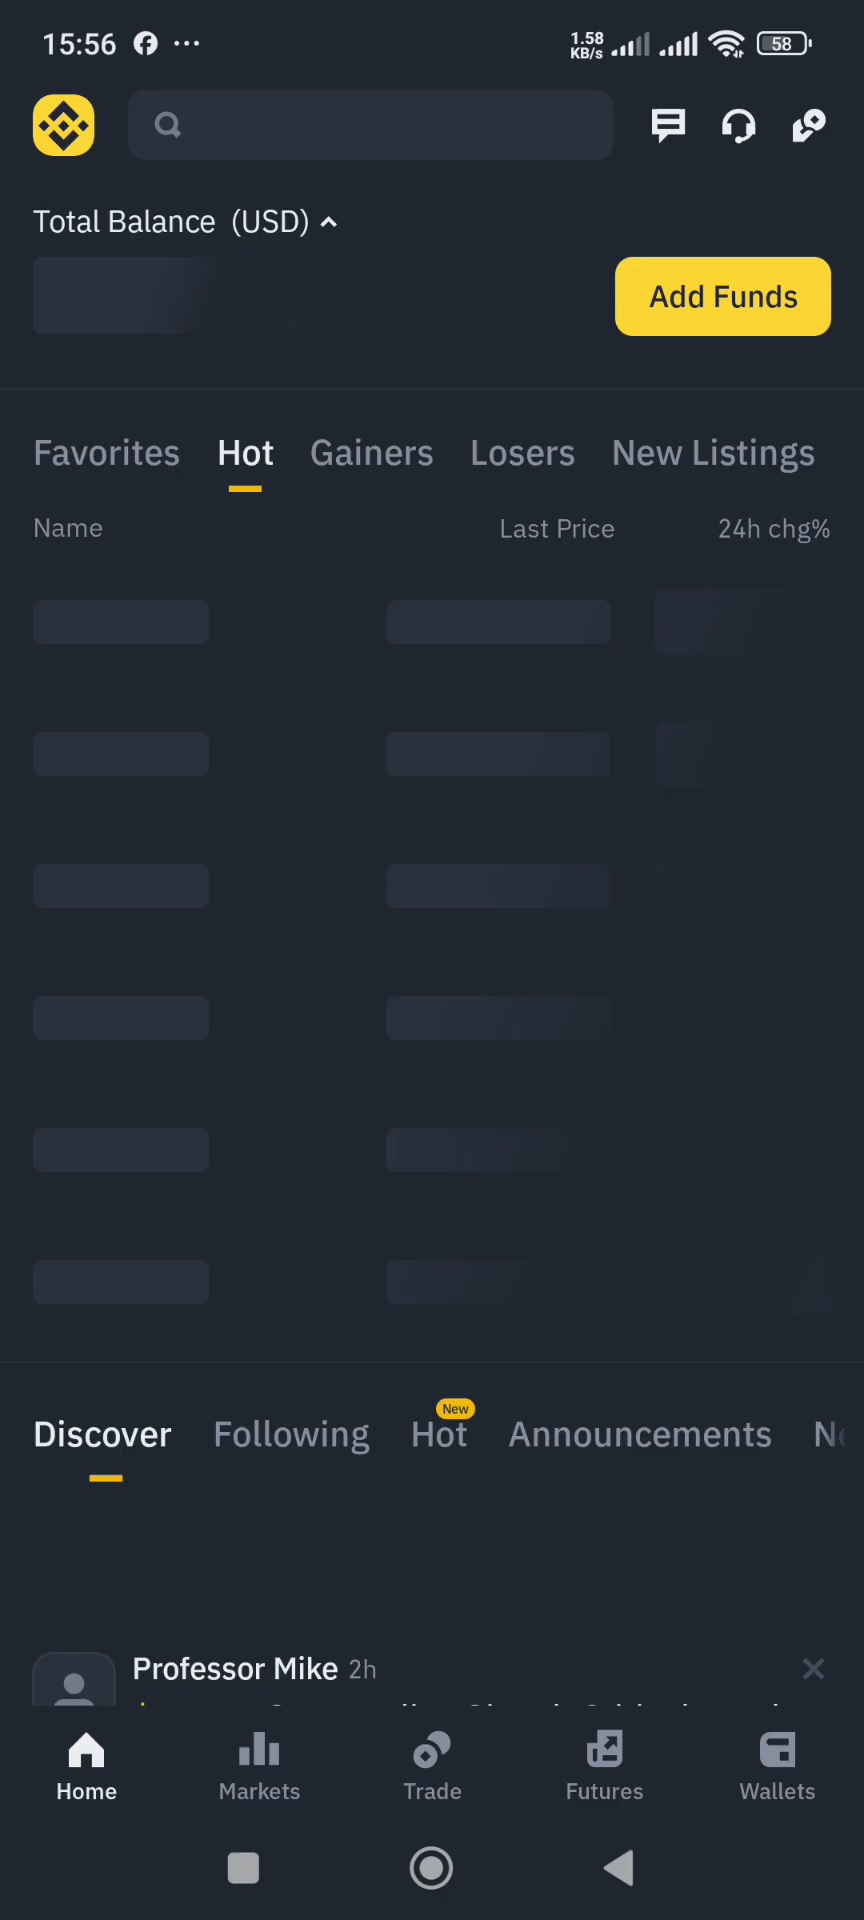 15:56
1.58
KB/s
58
Total Balance (USD)
Add Funds
Favorites Hot Gainers Losers New Listings
Name Last Price 24h chg%
New
Discover Following Hot Announcements
Professor Mike 2h
Home Markets Trade Futures Wallets